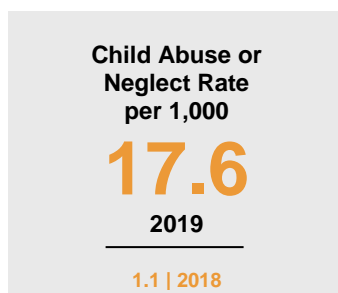 Child Abuse or
Neglect Rate
per 1,000
17.6
2019
1.1 | 2018